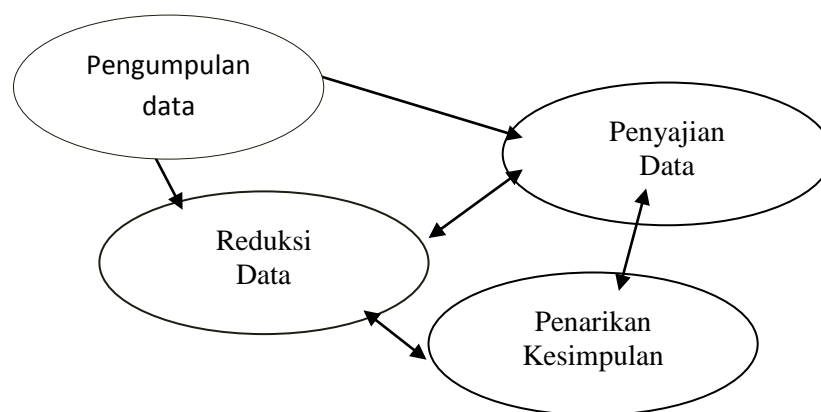 Pengumpulan
data
Penyajian
Data
Reduksi
Data
Penarikan
Kesimpulan